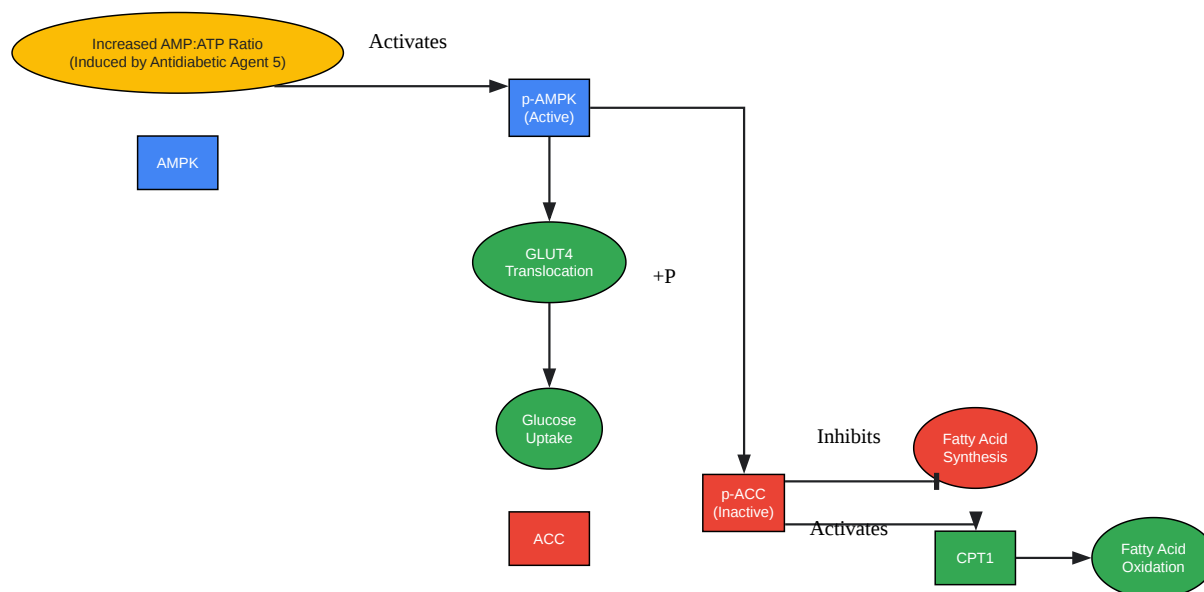 Increased AMP:ATP Ratio
(Induced by Antidiabetic Agent 5)
Activates
p-AMPK
(Active)
AMPK
GLUT4
Translocation
+P
Glucose
Uptake
Inhibits
Fatty Acid
Synthesis
p-ACC
(Inactive)
Activates
ACC
CPT1
Fatty Acid
Oxidation